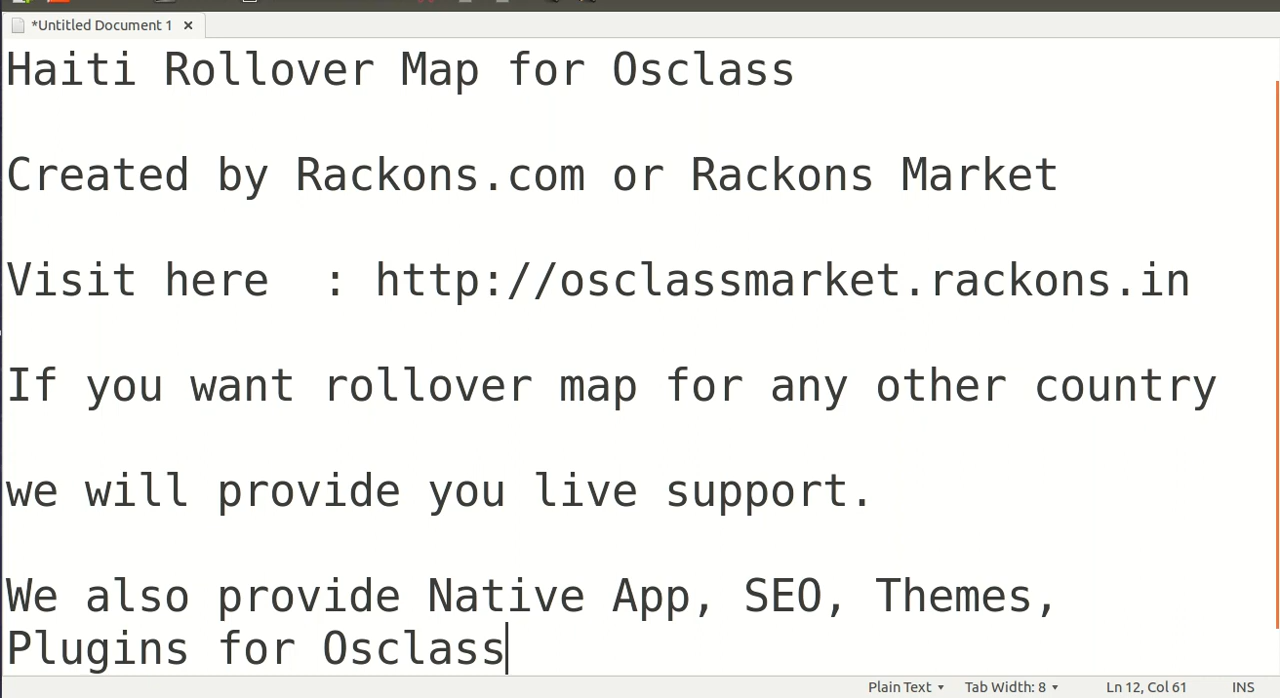 *Untitled Document 1 ×
Haiti Rollover Map for Osclass
Created by Rackons.com or Rackons Market
Visit here  : http://osclassmarket.rackons.in
If you want rollover map for any other country
we will provide you live support.
We also provide Native App, SEO, Themes,
Plugins for Osclass
Plain Text ▾ Tab Width: 8 ▾ Ln 12, Col 61 INS